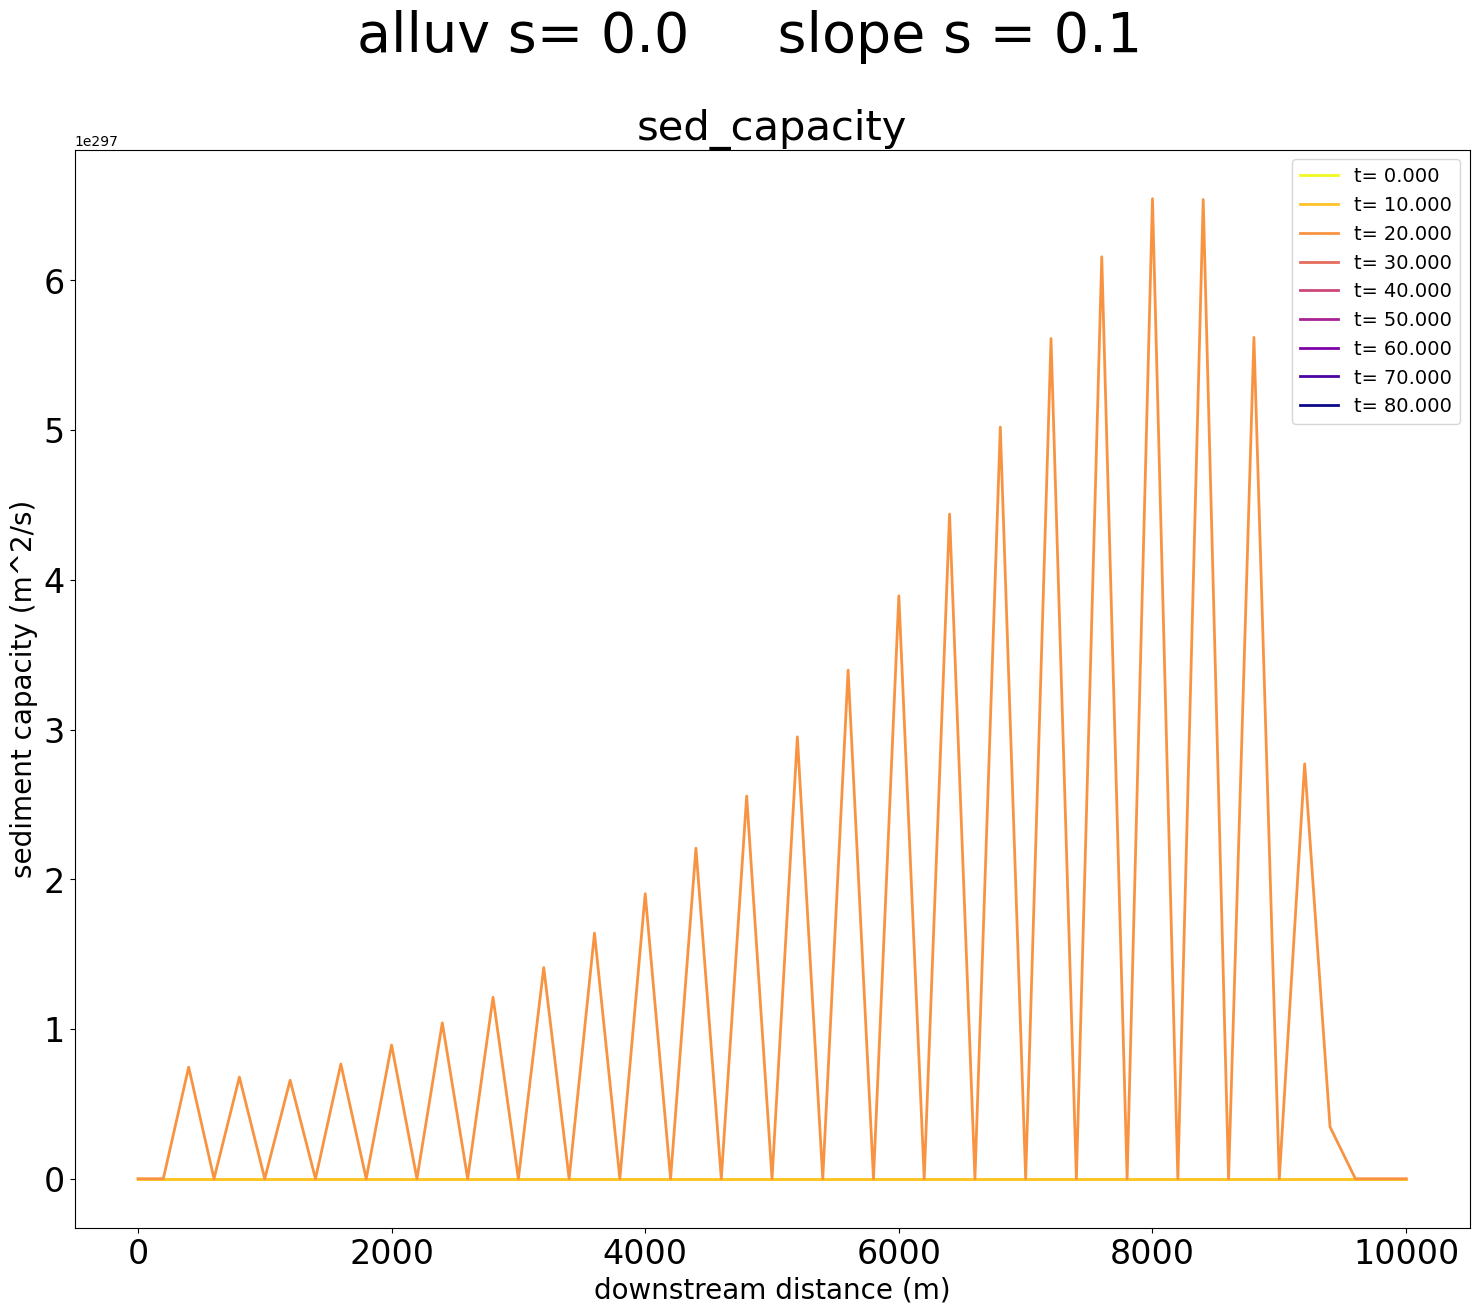 alluv s= 0.0     slope s = 0.1
sed_capacity
1e297
t= 0.000
t= 10.000
t= 20.000
t= 30.000
t= 40.000
t= 50.000
t= 60.000
t= 70.000
t= 80.000
6
5
4
3
2
1
0
sediment capacity (m^2/s)
0 2000 4000 6000 8000 10000
downstream distance (m)